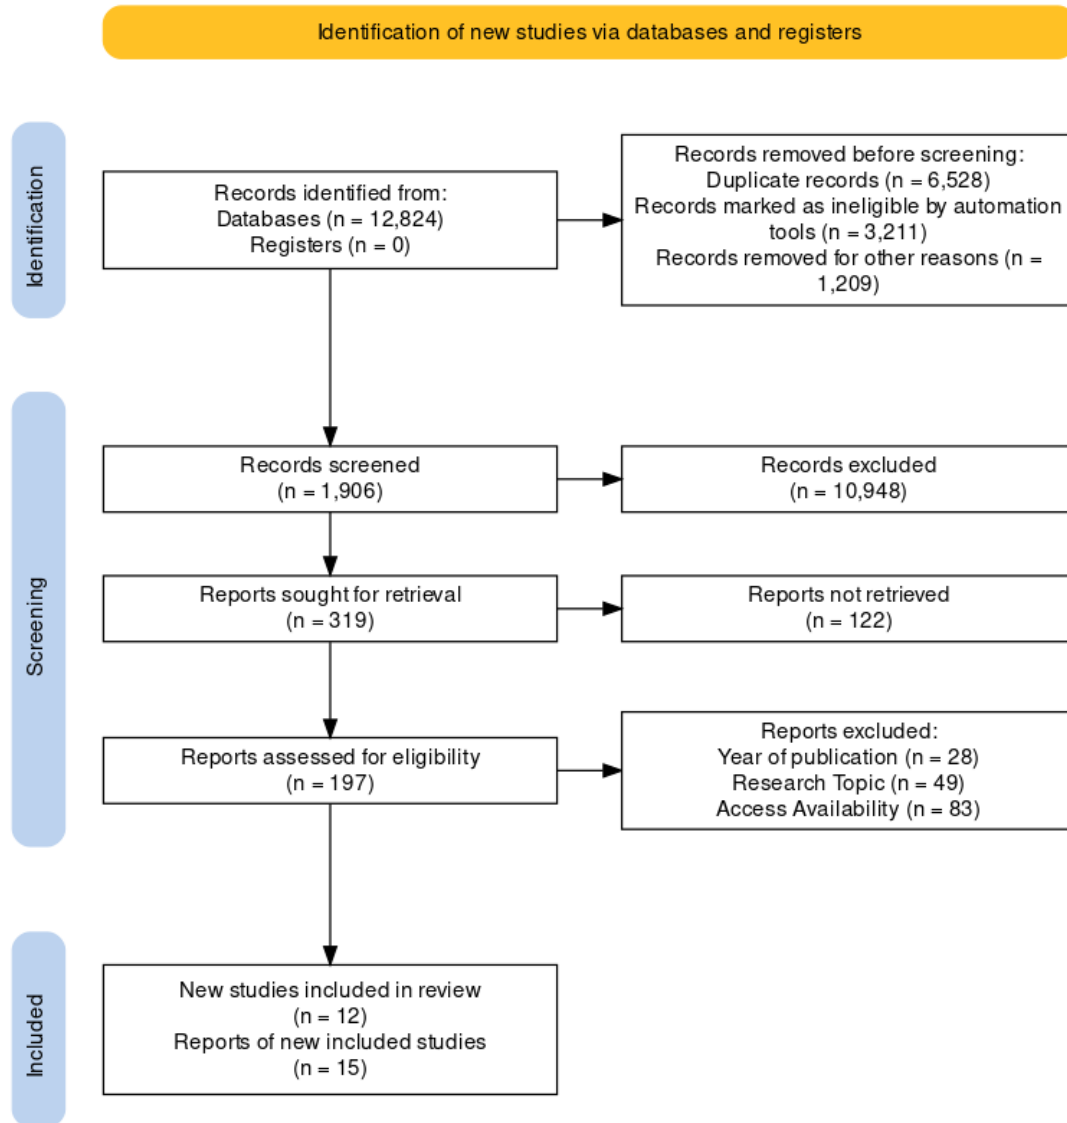 Identification of new studies via databases and registers
Identification
Records identified from:
Databases (n = 12,824)
Registers (n = 0)
Records removed before screening:
Duplicate records (n = 6,528)
Records marked as ineligible by automation
tools (n = 3,211)
Records removed for other reasons (n =
1,209)
Screening
Records screened
(n = 1,906)
Records excluded
(n = 10,948)
Reports sought for retrieval
(n = 319)
Reports not retrieved
(n = 122)
Reports assessed for eligibility
(n = 197)
Reports excluded:
Year of publication (n = 28)
Research Topic (n = 49)
Access Availability (n = 83)
Included
New studies included in review
(n = 12)
Reports of new included studies
(n = 15)